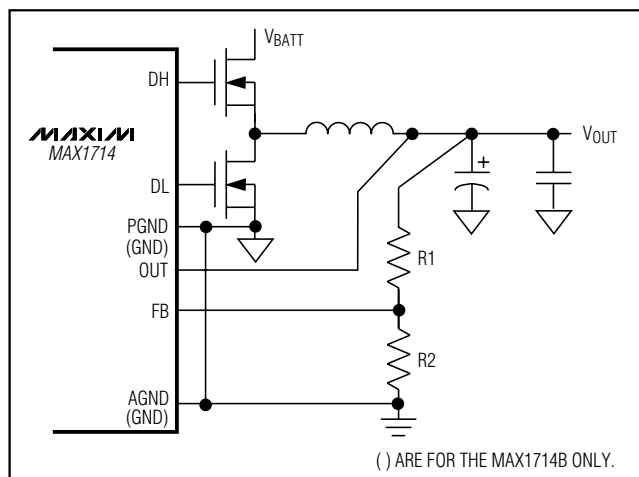 VBATT
DH
MAXIM
MAX1714
VOUT
+
DL
PGND
(GND)
OUT
R1
FB
R2
AGND
(GND)
( ) ARE FOR THE MAX1714B ONLY.